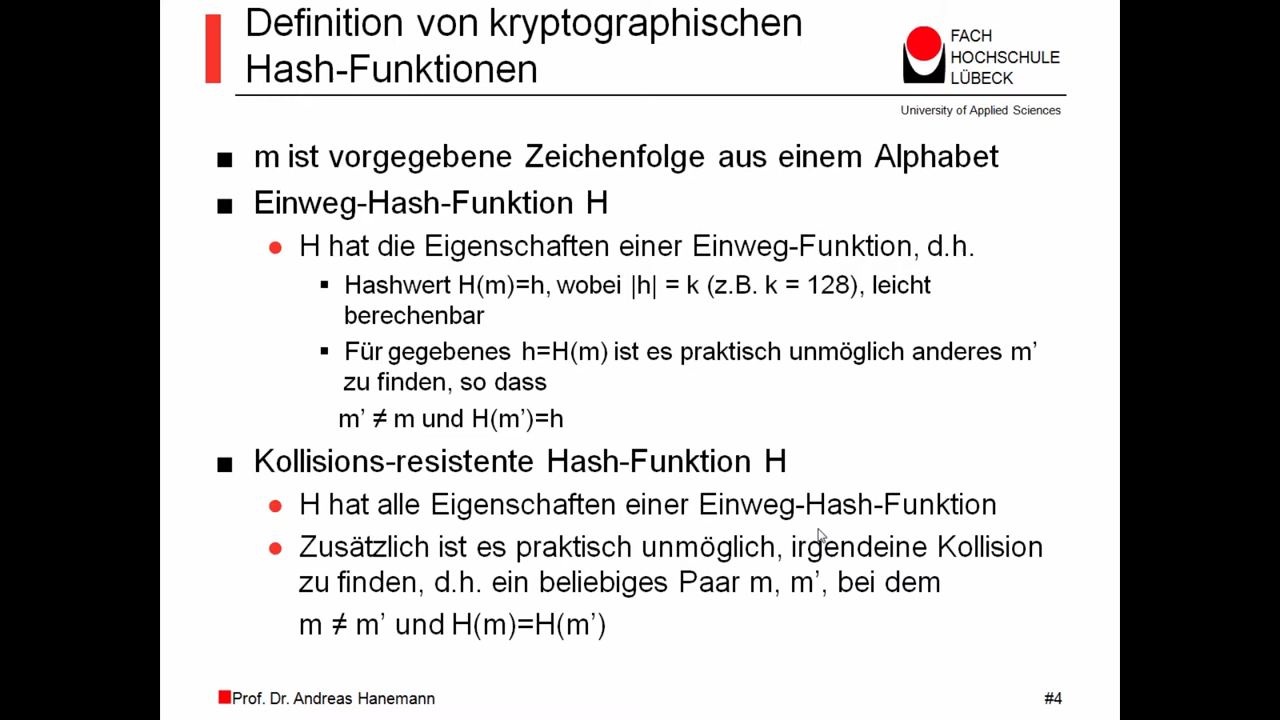 Definition von kryptographischen
Hash-Funktionen
FACH
HOCHSCHULE
LÜBECK
University of Applied Sciences
■ m ist vorgegebene Zeichenfolge aus einem Alphabet
■ Einweg-Hash-Funktion H
● H hat die Eigenschaften einer Einweg-Funktion, d.h.
▪ Hashwert H(m)=h, wobei |h| = k (z.B. k = 128), leicht
berechenbar
▪ Für gegebenes h=H(m) ist es praktisch unmöglich anderes m’
zu finden, so dass
m’ ≠ m und H(m’)=h
■ Kollisions-resistente Hash-Funktion H
● H hat alle Eigenschaften einer Einweg-Hash-Funktion
● Zusätzlich ist es praktisch unmöglich, irgendeine Kollision
zu finden, d.h. ein beliebiges Paar m, m’, bei dem
m ≠ m’ und H(m)=H(m’)
Prof. Dr. Andreas Hanemann
#4